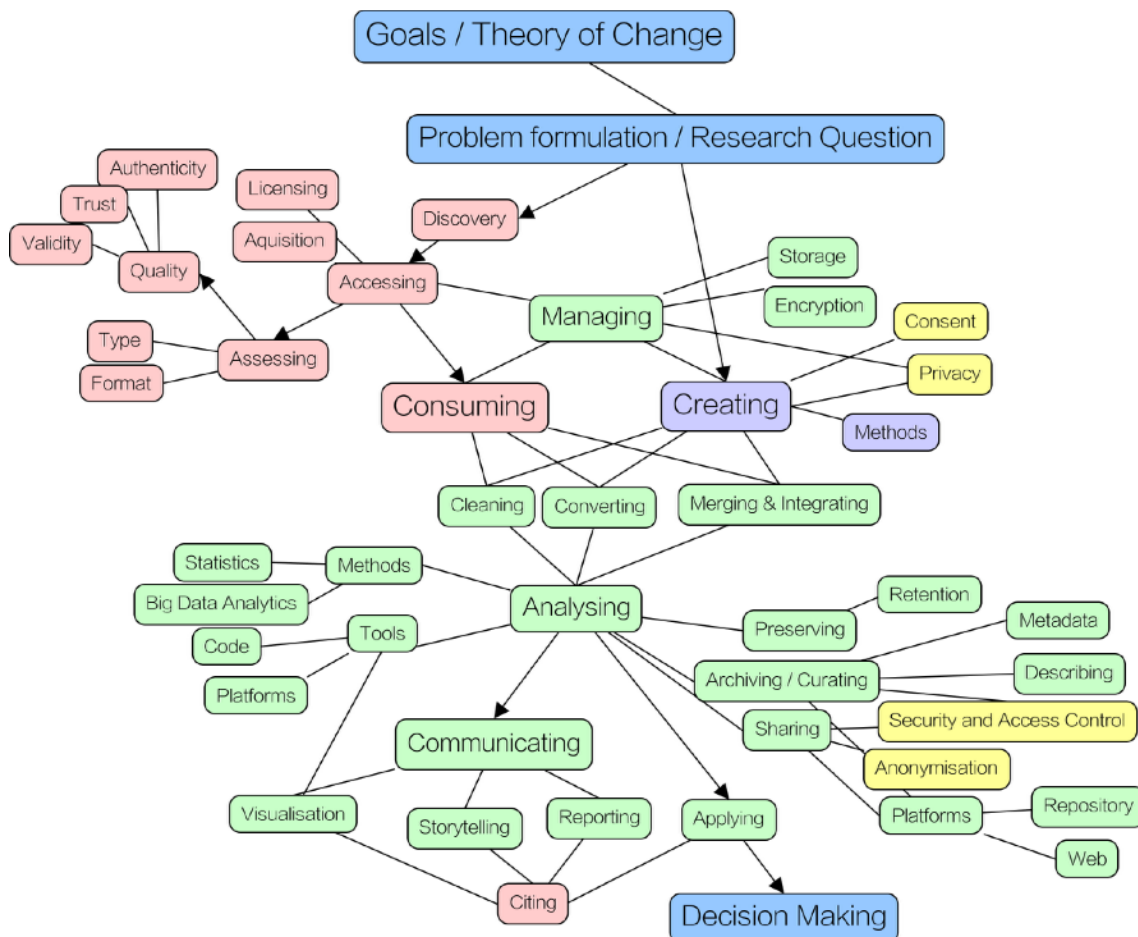 Goals / Theory of Change
Problem formulation / Research Question
Authenticity
Licensing
Trust
Discovery
Validity
Aquisition
Quality
Accessing
Storage
Managing
Encryption
Consent
Type
Assessing
Format
Privacy
Consuming
Creating
Methods
Cleaning
Converting
Merging & Integrating
Statistics
Methods
Big Data Analytics
Analysing
Retention
Code
Tools
Preserving
Metadata
Platforms
Archiving / Curating
Describing
Communicating
Sharing
Security and Access Control
Anonymisation
Visualisation
Storytelling
Reporting
Applying
Platforms
Repository
Web
Citing
Decision Making